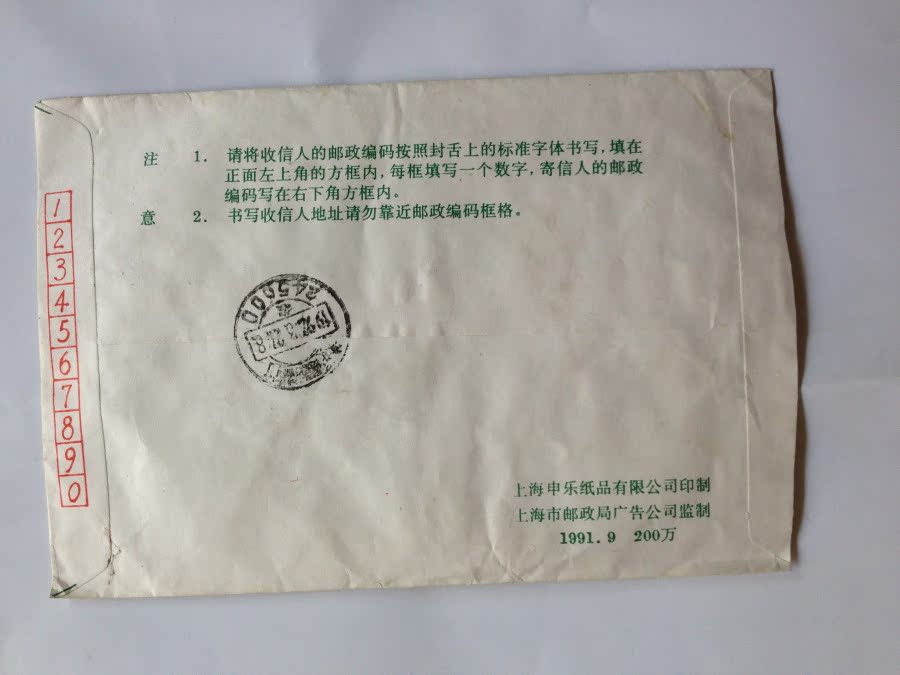 注 1. 请将收信人的邮政编码按照封舌上的标准字体书写，填在
正面左上角的方框内，每框填写一个数字，寄信人的邮政
编码写在右下角方框内。
意 2. 书写收信人地址请勿靠近邮政编码框格。
1
2
3
4
5
6
7
8
9
0
245600
上海申乐纸品有限公司印制
上海市邮政局广告公司监制
1991.9 200万